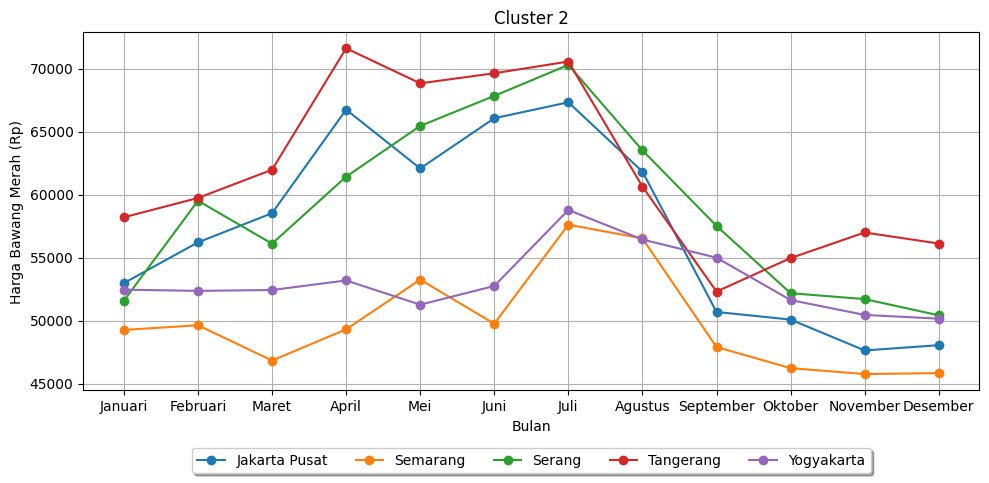 Cluster 2
Harga Bawang Merah (Rp)
70000
65000
60000
55000
50000
45000
Januari Februari Maret April Mei Juni Juli Agustus September Oktober November Desember
Bulan
Jakarta Pusat Semarang Serang Tangerang Yogyakarta